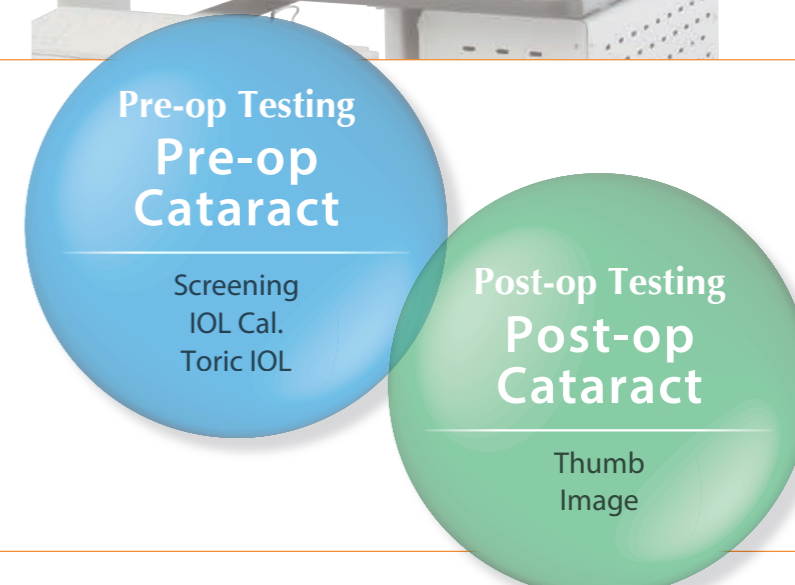 Pre-op Testing
Pre-op
Cataract
Screening
IOL Cal.
Toric IOL
Post-op Testing
Post-op
Cataract
Thumb
Image